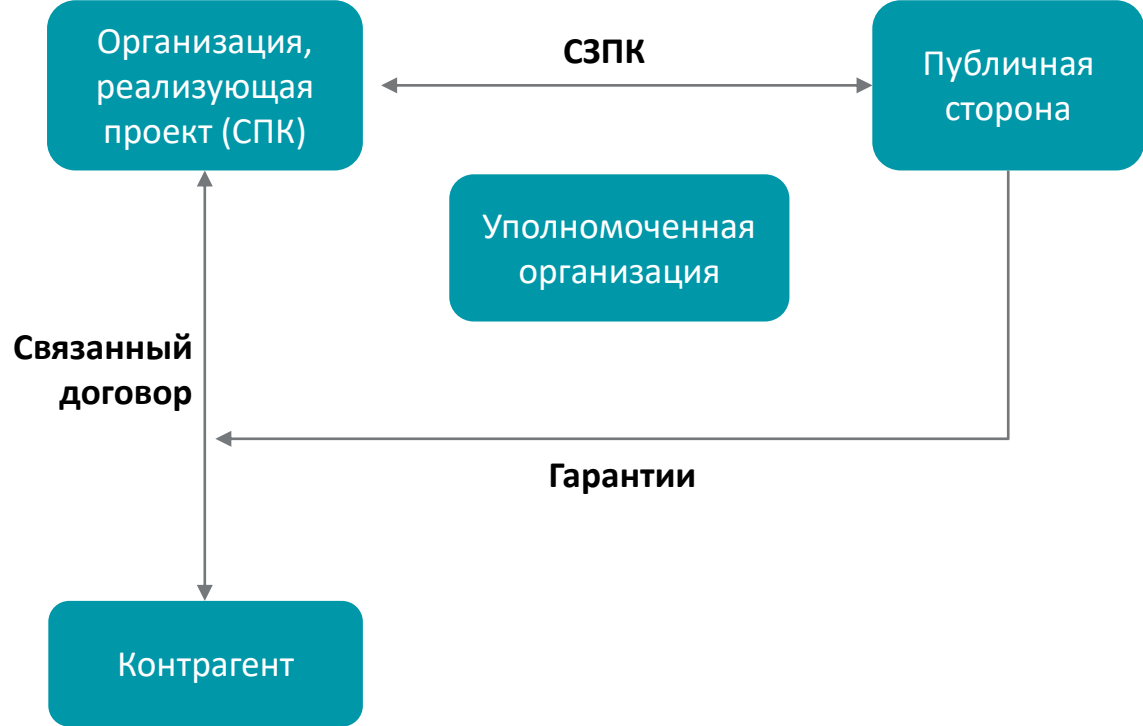 Организация,
реализующая
проект (СПК)
СЗПК
Публичная
сторона
Уполномоченная
организация
Связанный
договор
Гарантии
Контрагент